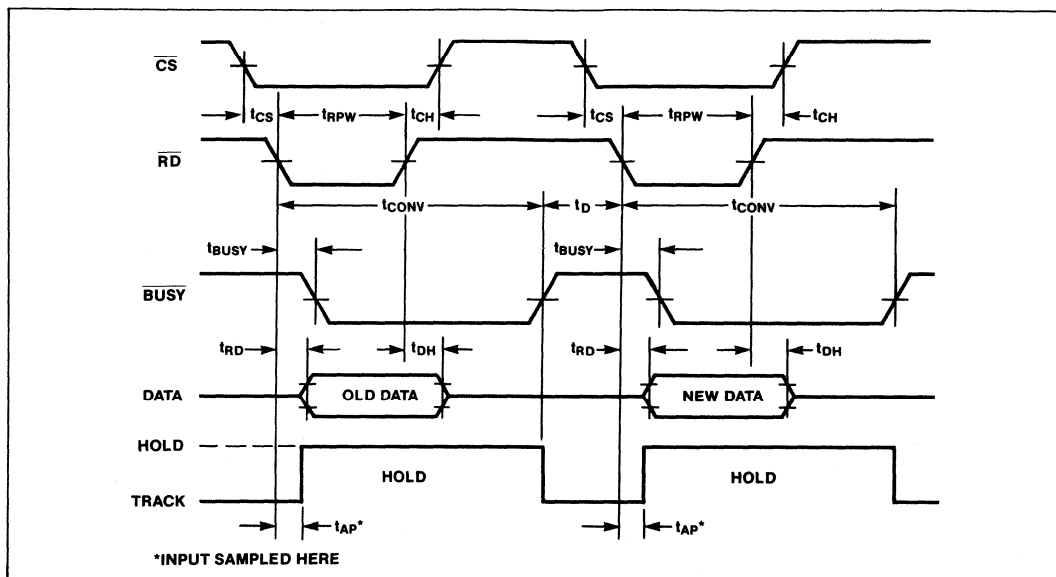 CS
tCS tRPW tCH tCS tRPW tCH
RD
tCONV tD tCONV
tBUSY tBUSY
BUSY
tRD tDH tRD tDH
DATA OLD DATA NEW DATA
HOLD
HOLD HOLD
TRACK
tAP* tAP*
*INPUT SAMPLED HERE